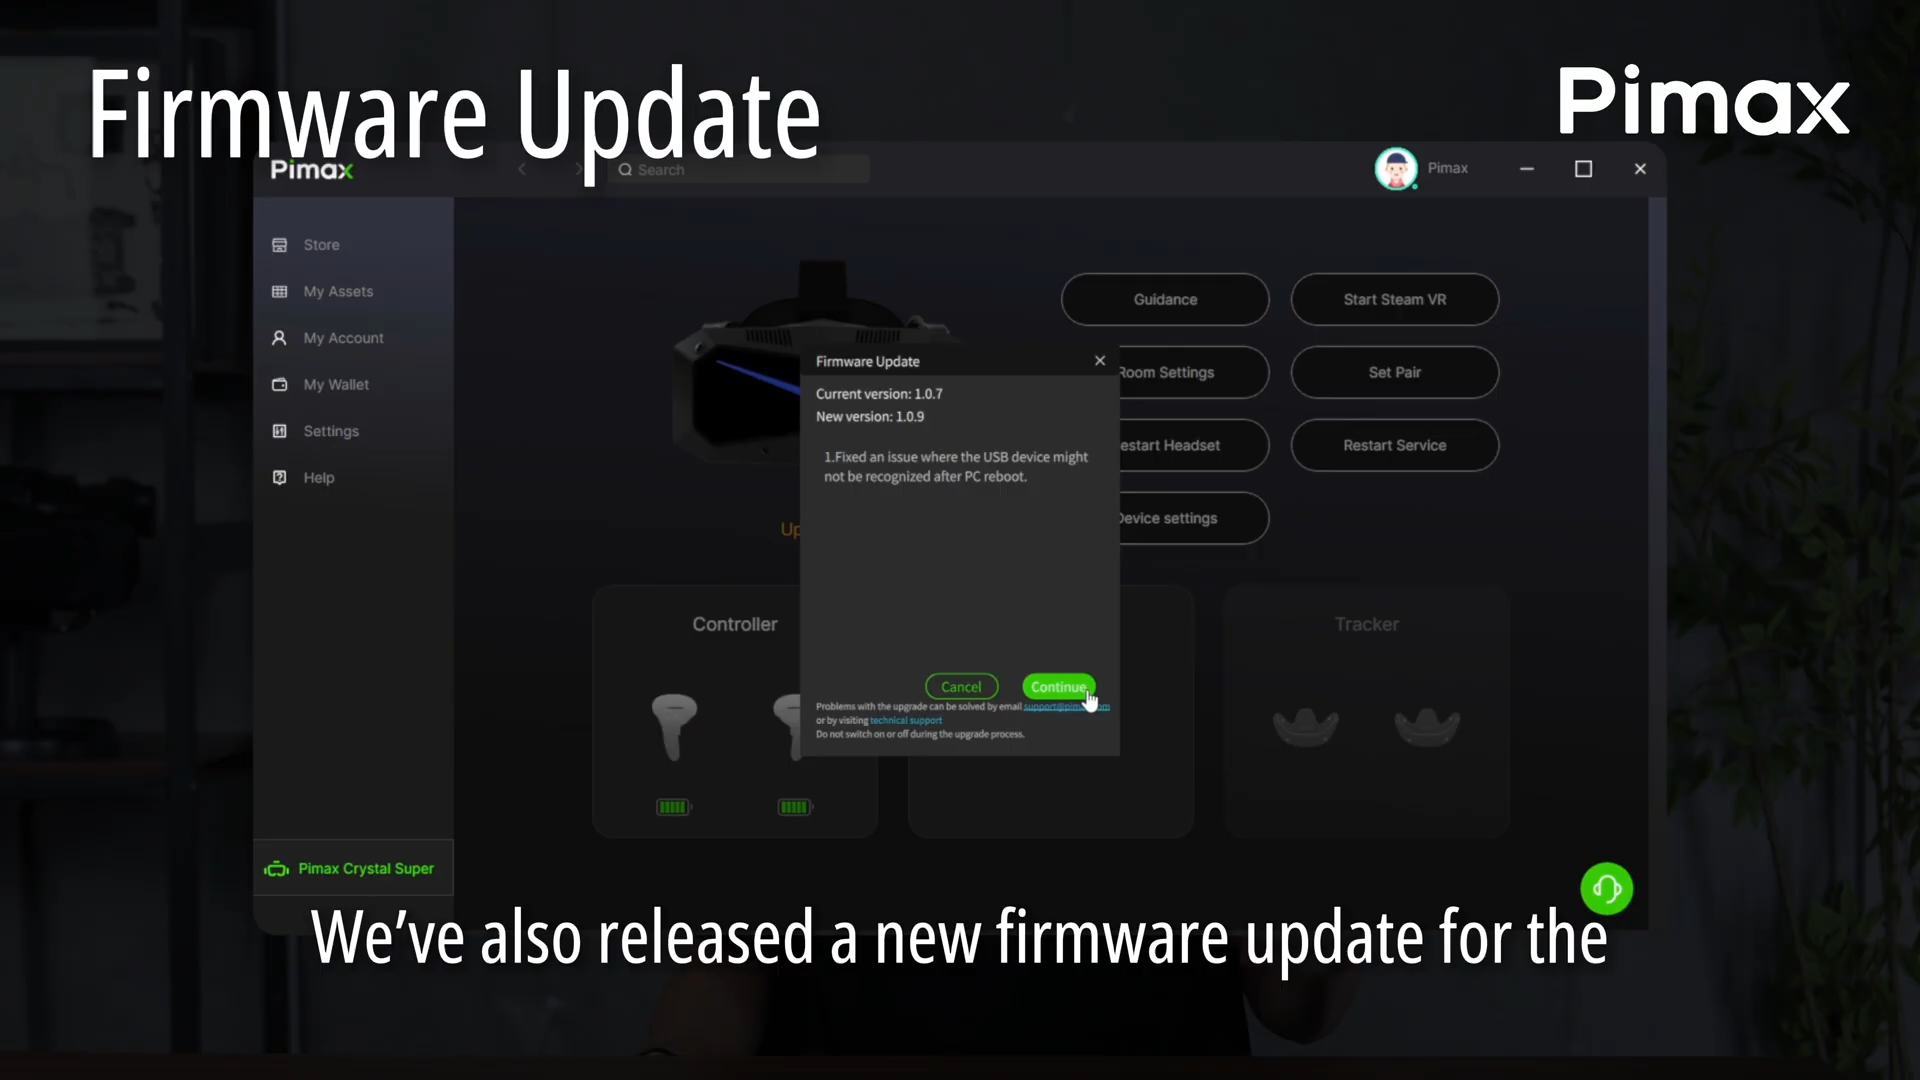 Firmware Update
Pimax
Pimax
Search
Pimax
Store
My Assets
My Account
My Wallet
Settings
Help
Guidance
Start Steam VR
Room Settings
Set Pair
estart Headset
Restart Service
Device settings
Firmware Update
Current version: 1.0.7
New version: 1.0.9
1.Fixed an issue where the USB device might
not be recognized after PC reboot.
Up
Cancel
Continue
Problems with the upgrade can be solved by email
or by visiting technical support
Do not switch on or off during the upgrade process.
Controller
Tracker
Pimax Crystal Super
We’ve also released a new firmware update for the